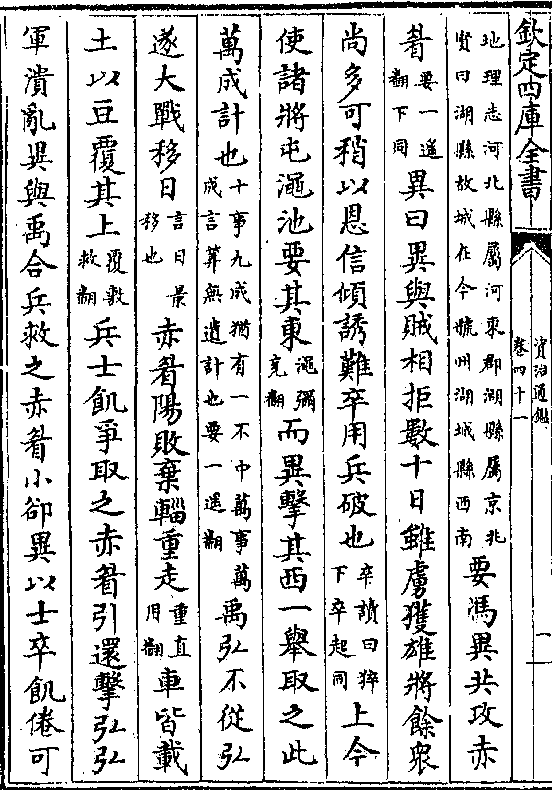 欽定四庫全書
資治通鑑
卷四十一
一
地理志河北縣屬河東郡湖縣屬京兆
賢曰湖縣故城在今虢州湖城縣西南
要馮異共攻赤
眉
要一遥
翻下同
異曰異與賊相拒數十日雖虜獲雄將餘衆
尚多可稍以恩信傾誘難卒用兵破也
卒讀曰猝
下卒起同
上今
使諸將屯澠池要其東
澠彌
兖翻
而異擊其西一舉取之此
萬成計也
十事九成猶有一不中萬事萬
成言算無遺計也要一遥翻
禹弘不從弘
遂大戰移日
言日景
移也
赤眉陽敗棄輜重走
重直
用翻
車皆載
土以豆覆其上
覆敷
救翻
兵士飢爭取之赤眉引還擊弘弘
軍潰亂異與禹合兵救之赤眉小卻異以士卒飢倦可